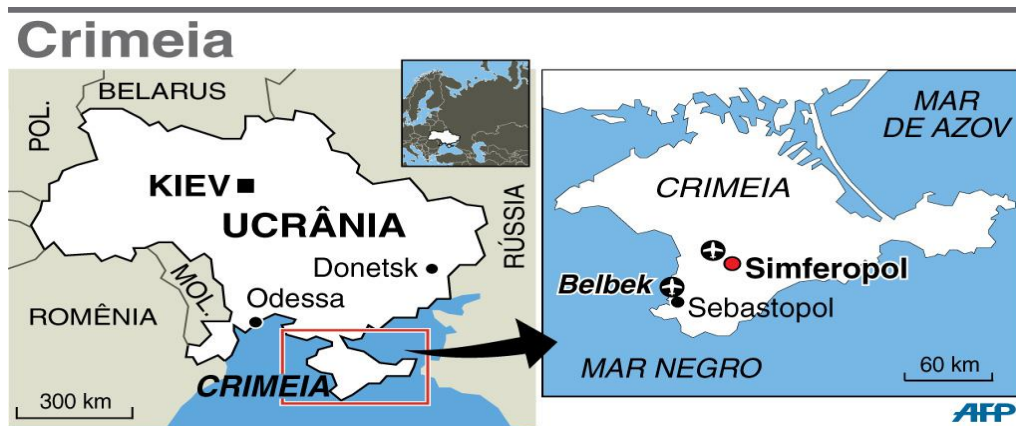 Crimeia
BELARUS
POL.
KIEV
UCRÂNIA
RÚSSIA
Donetsk
MOL.
Odessa
ROMÊNIA
CRIMEIA
300 km
MAR
DE AZOV
CRIMEIA
Simferopol
Belbek
Sebastopol
MAR NEGRO
60 km
AFP